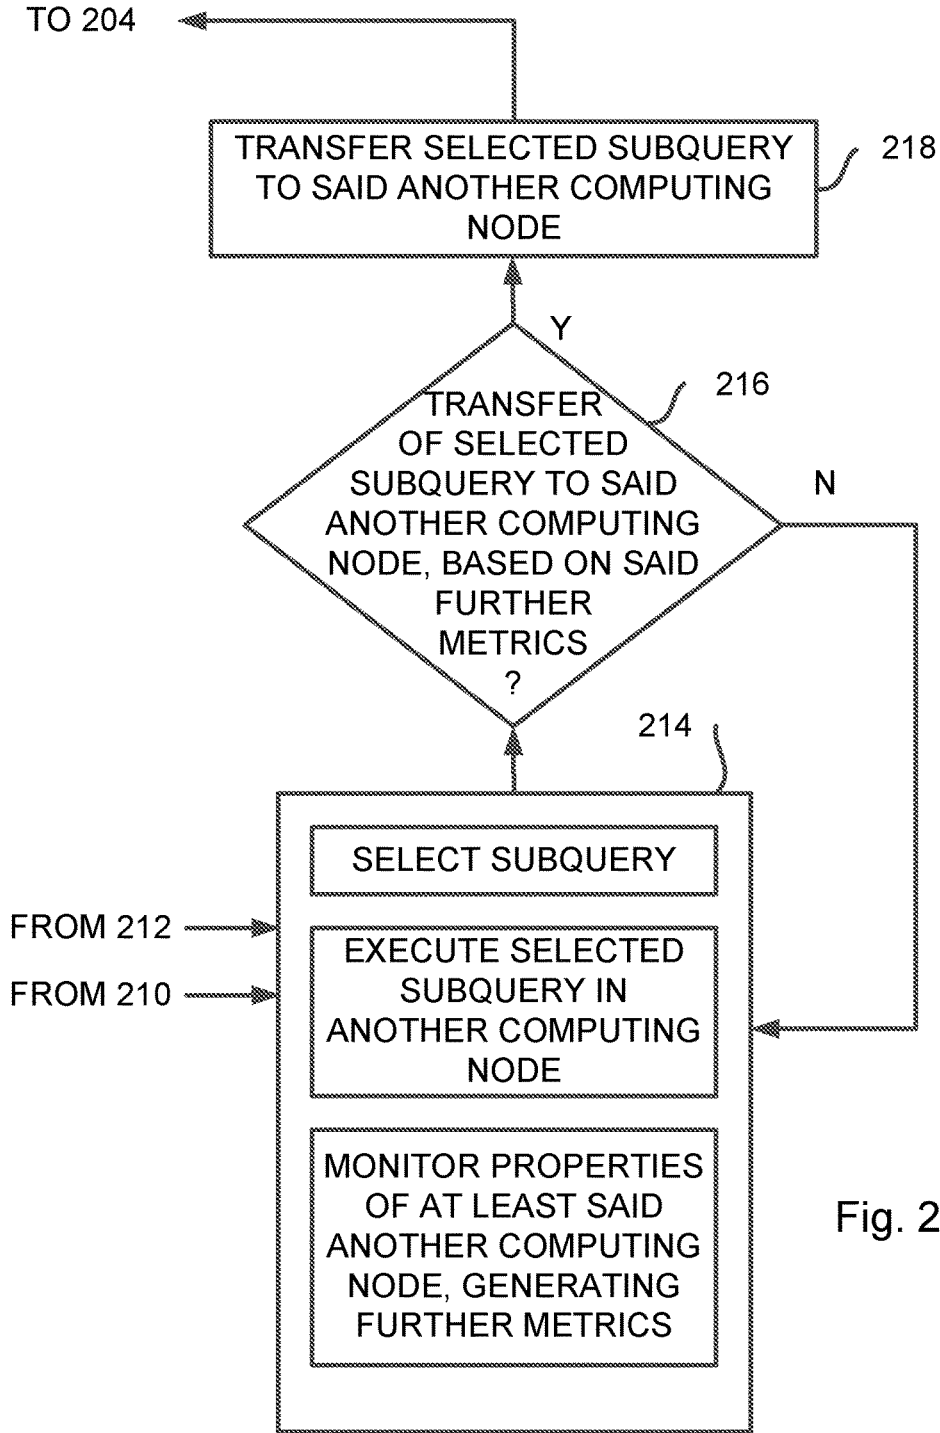 TO 204
TRANSFER SELECTED SUBQUERY
TO SAID ANOTHER COMPUTING
NODE
218
Y
216
TRANSFER
OF SELECTED
SUBQUERY TO SAID
ANOTHER COMPUTING
NODE, BASED ON SAID
FURTHER
METRICS
?
N
214
SELECT SUBQUERY
FROM 212
FROM 210
EXECUTE SELECTED
SUBQUERY IN
ANOTHER COMPUTING
NODE
MONITOR PROPERTIES
OF AT LEAST SAID
ANOTHER COMPUTING
NODE, GENERATING
FURTHER METRICS
Fig. 2